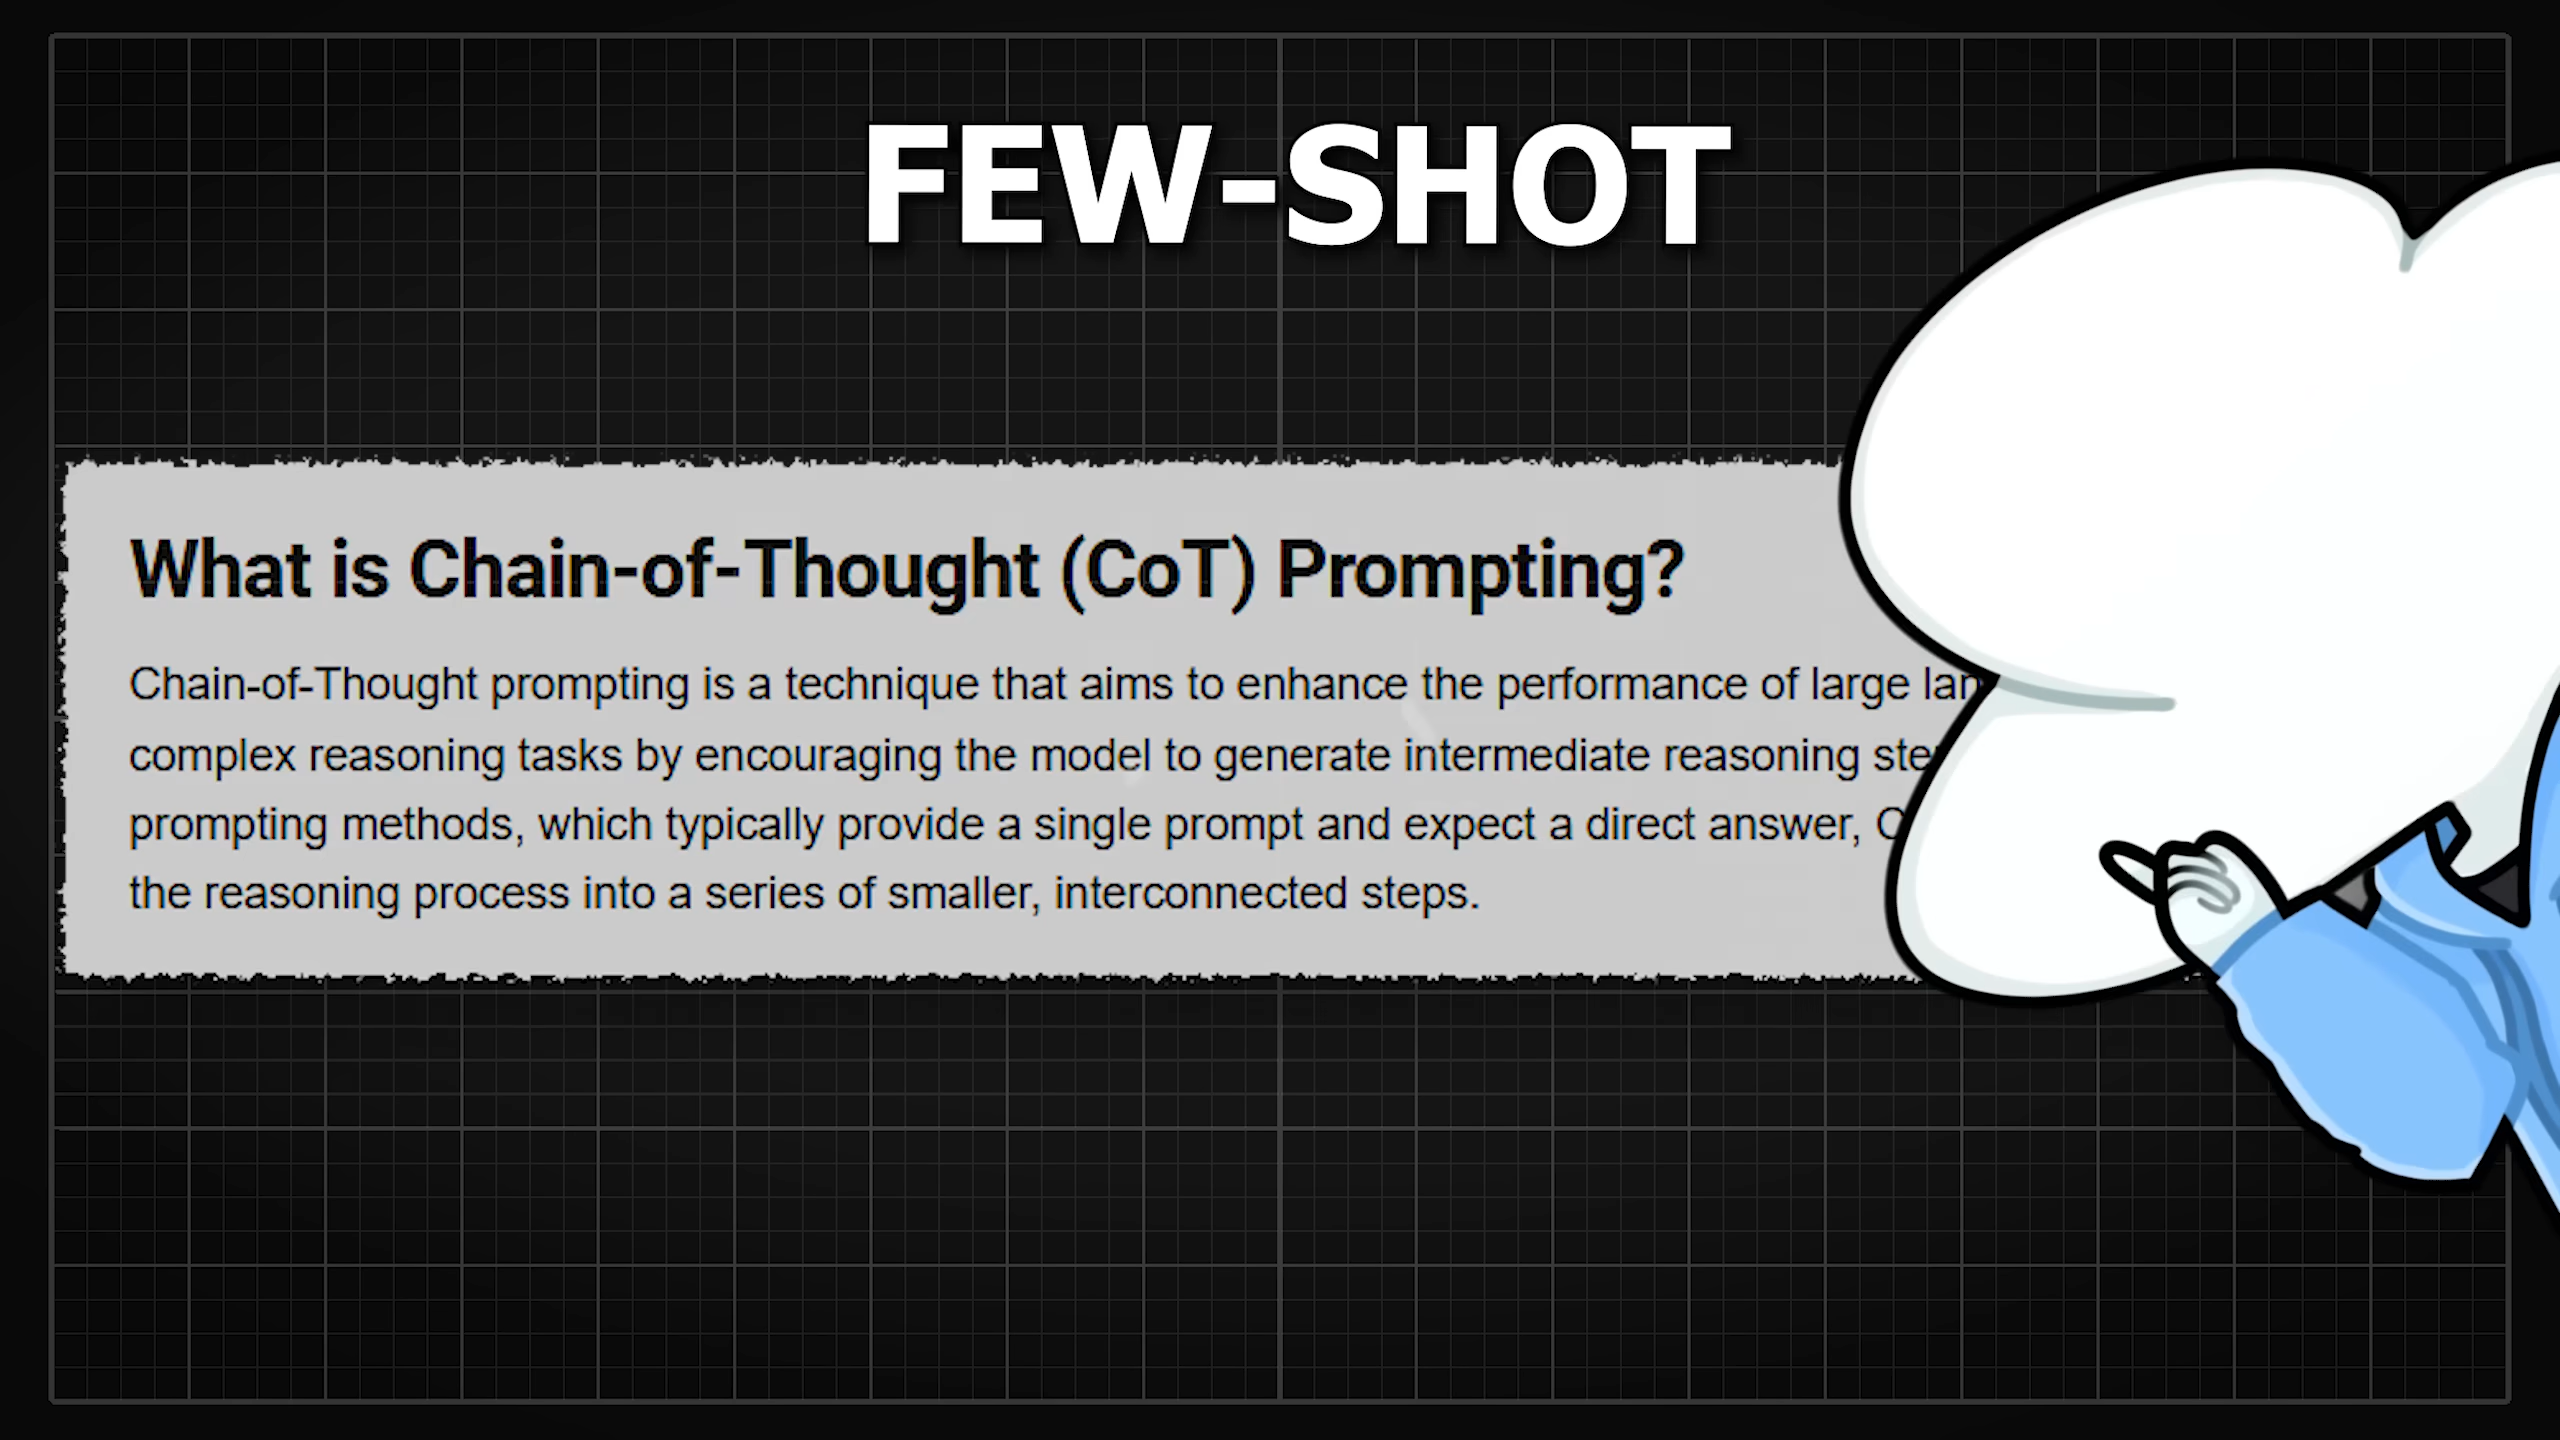 FEW-SHOT
What is Chain-of-Thought (CoT) Prompting?
Chain-of-Thought prompting is a technique that aims to enhance the performance of large
complex reasoning tasks by encouraging the model to generate intermediate reasoning
prompting methods, which typically provide a single prompt and expect a direct answer,
the reasoning process into a series of smaller, interconnected steps.